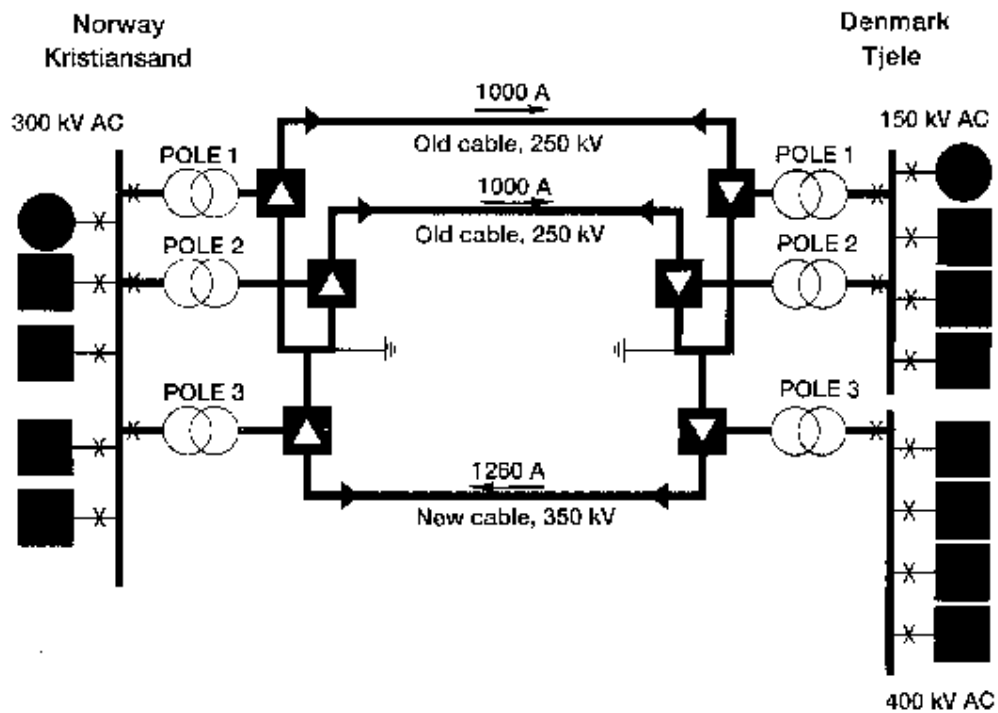 Norway
Kristiansand
Denmark
Tjele
300 kV AC
150 kV AC
1000 A
Old cable, 250 kV
POLE 1
POLE 1
1000 A
Old cable, 250 kV
POLE 2
POLE 2
POLE 3
POLE 3
1260 A
New cable, 350 kV
400 kV AC